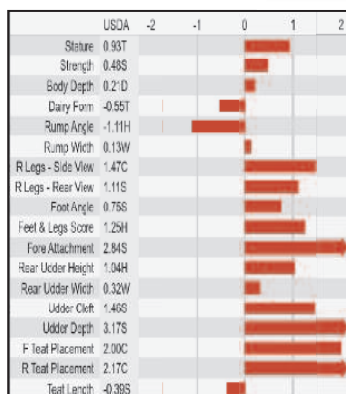 USDA -2 -1 0 1 2
Stature 0.93T
Strength 0.48S
Body Depth 0.21D
Dairy Form -0.55T
Rump Angle -1.11H
Rump Width 0.13W
R Legs - Side View 1.47C
R Legs - Rear View 1.11S
Foot Angle 0.75S
Feet & Legs Score 1.25H
Fore Attachment 2.84S
Rear Udder Height 1.04H
Rear Udder Width 0.32W
Udder Cleft 1.46S
Udder Depth 3.17S
F Teat Placement 2.00C
R Teat Placement 2.17C
Teat Length -0.39S